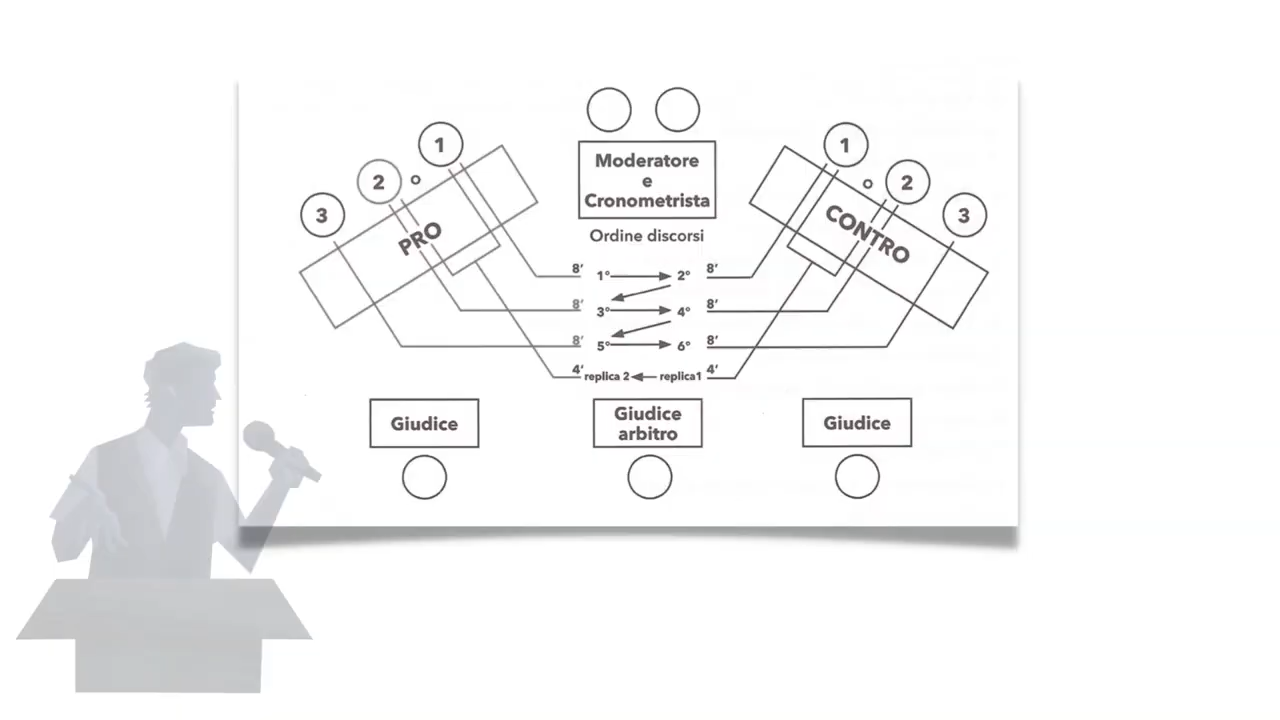 1
2
3
PRO
Moderatore
e
Cronometrista
1
2
3
CONTRO
Ordine discorsi
8’ 1° 2° 8’
8’ 3° 4° 8’
8’ 5° 6° 8’
4’ replica 2 replica1 4’
Giudice
Giudice
arbitro
Giudice